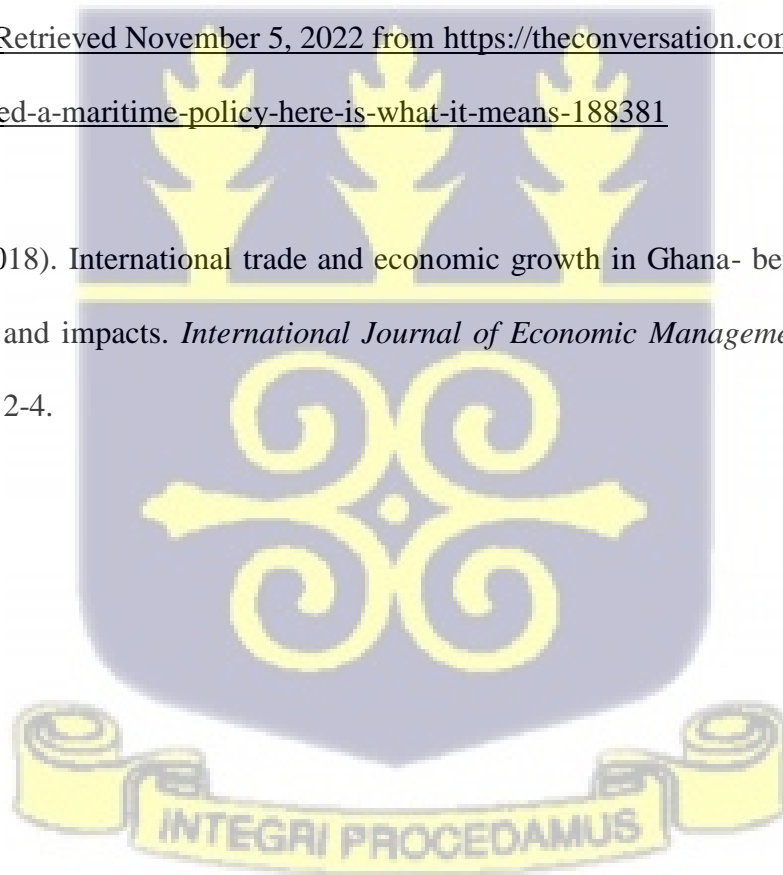 Retrieved November 5, 2022 from https://theconversation.com
ed-a-maritime-policy-here-is-what-it-means-188381
018). International trade and economic growth in Ghana- be
and impacts. International Journal of Economic Manageme
2-4.
INTEGRI PROCEDAMUS